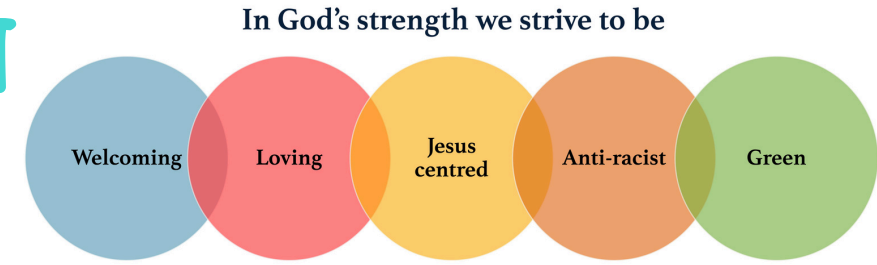 In God’s strength we strive to be
Welcoming
Loving
Jesus
centred
Anti-racist
Green